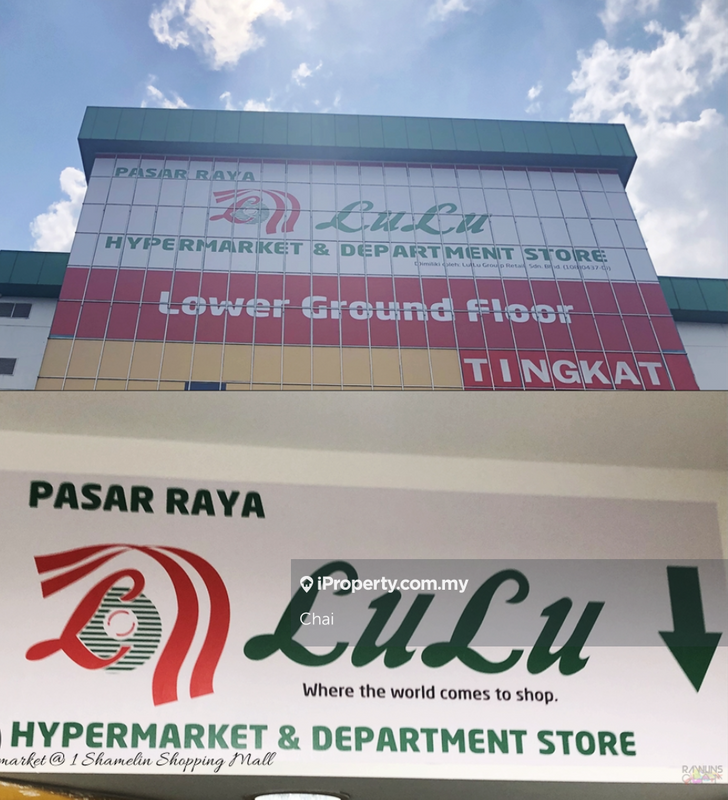 PASAR RAYA
LuLu
HYPERMARKET & DEPARTMENT STORE
Lower Ground Floor
TINGKAT
PASAR RAYA
L LuLu
iProperty.com.my
Chai
Where the world comes to shop.
HYPERMARKET & DEPARTMENT STORE
market @ 1 Shamelin Shopping Mall